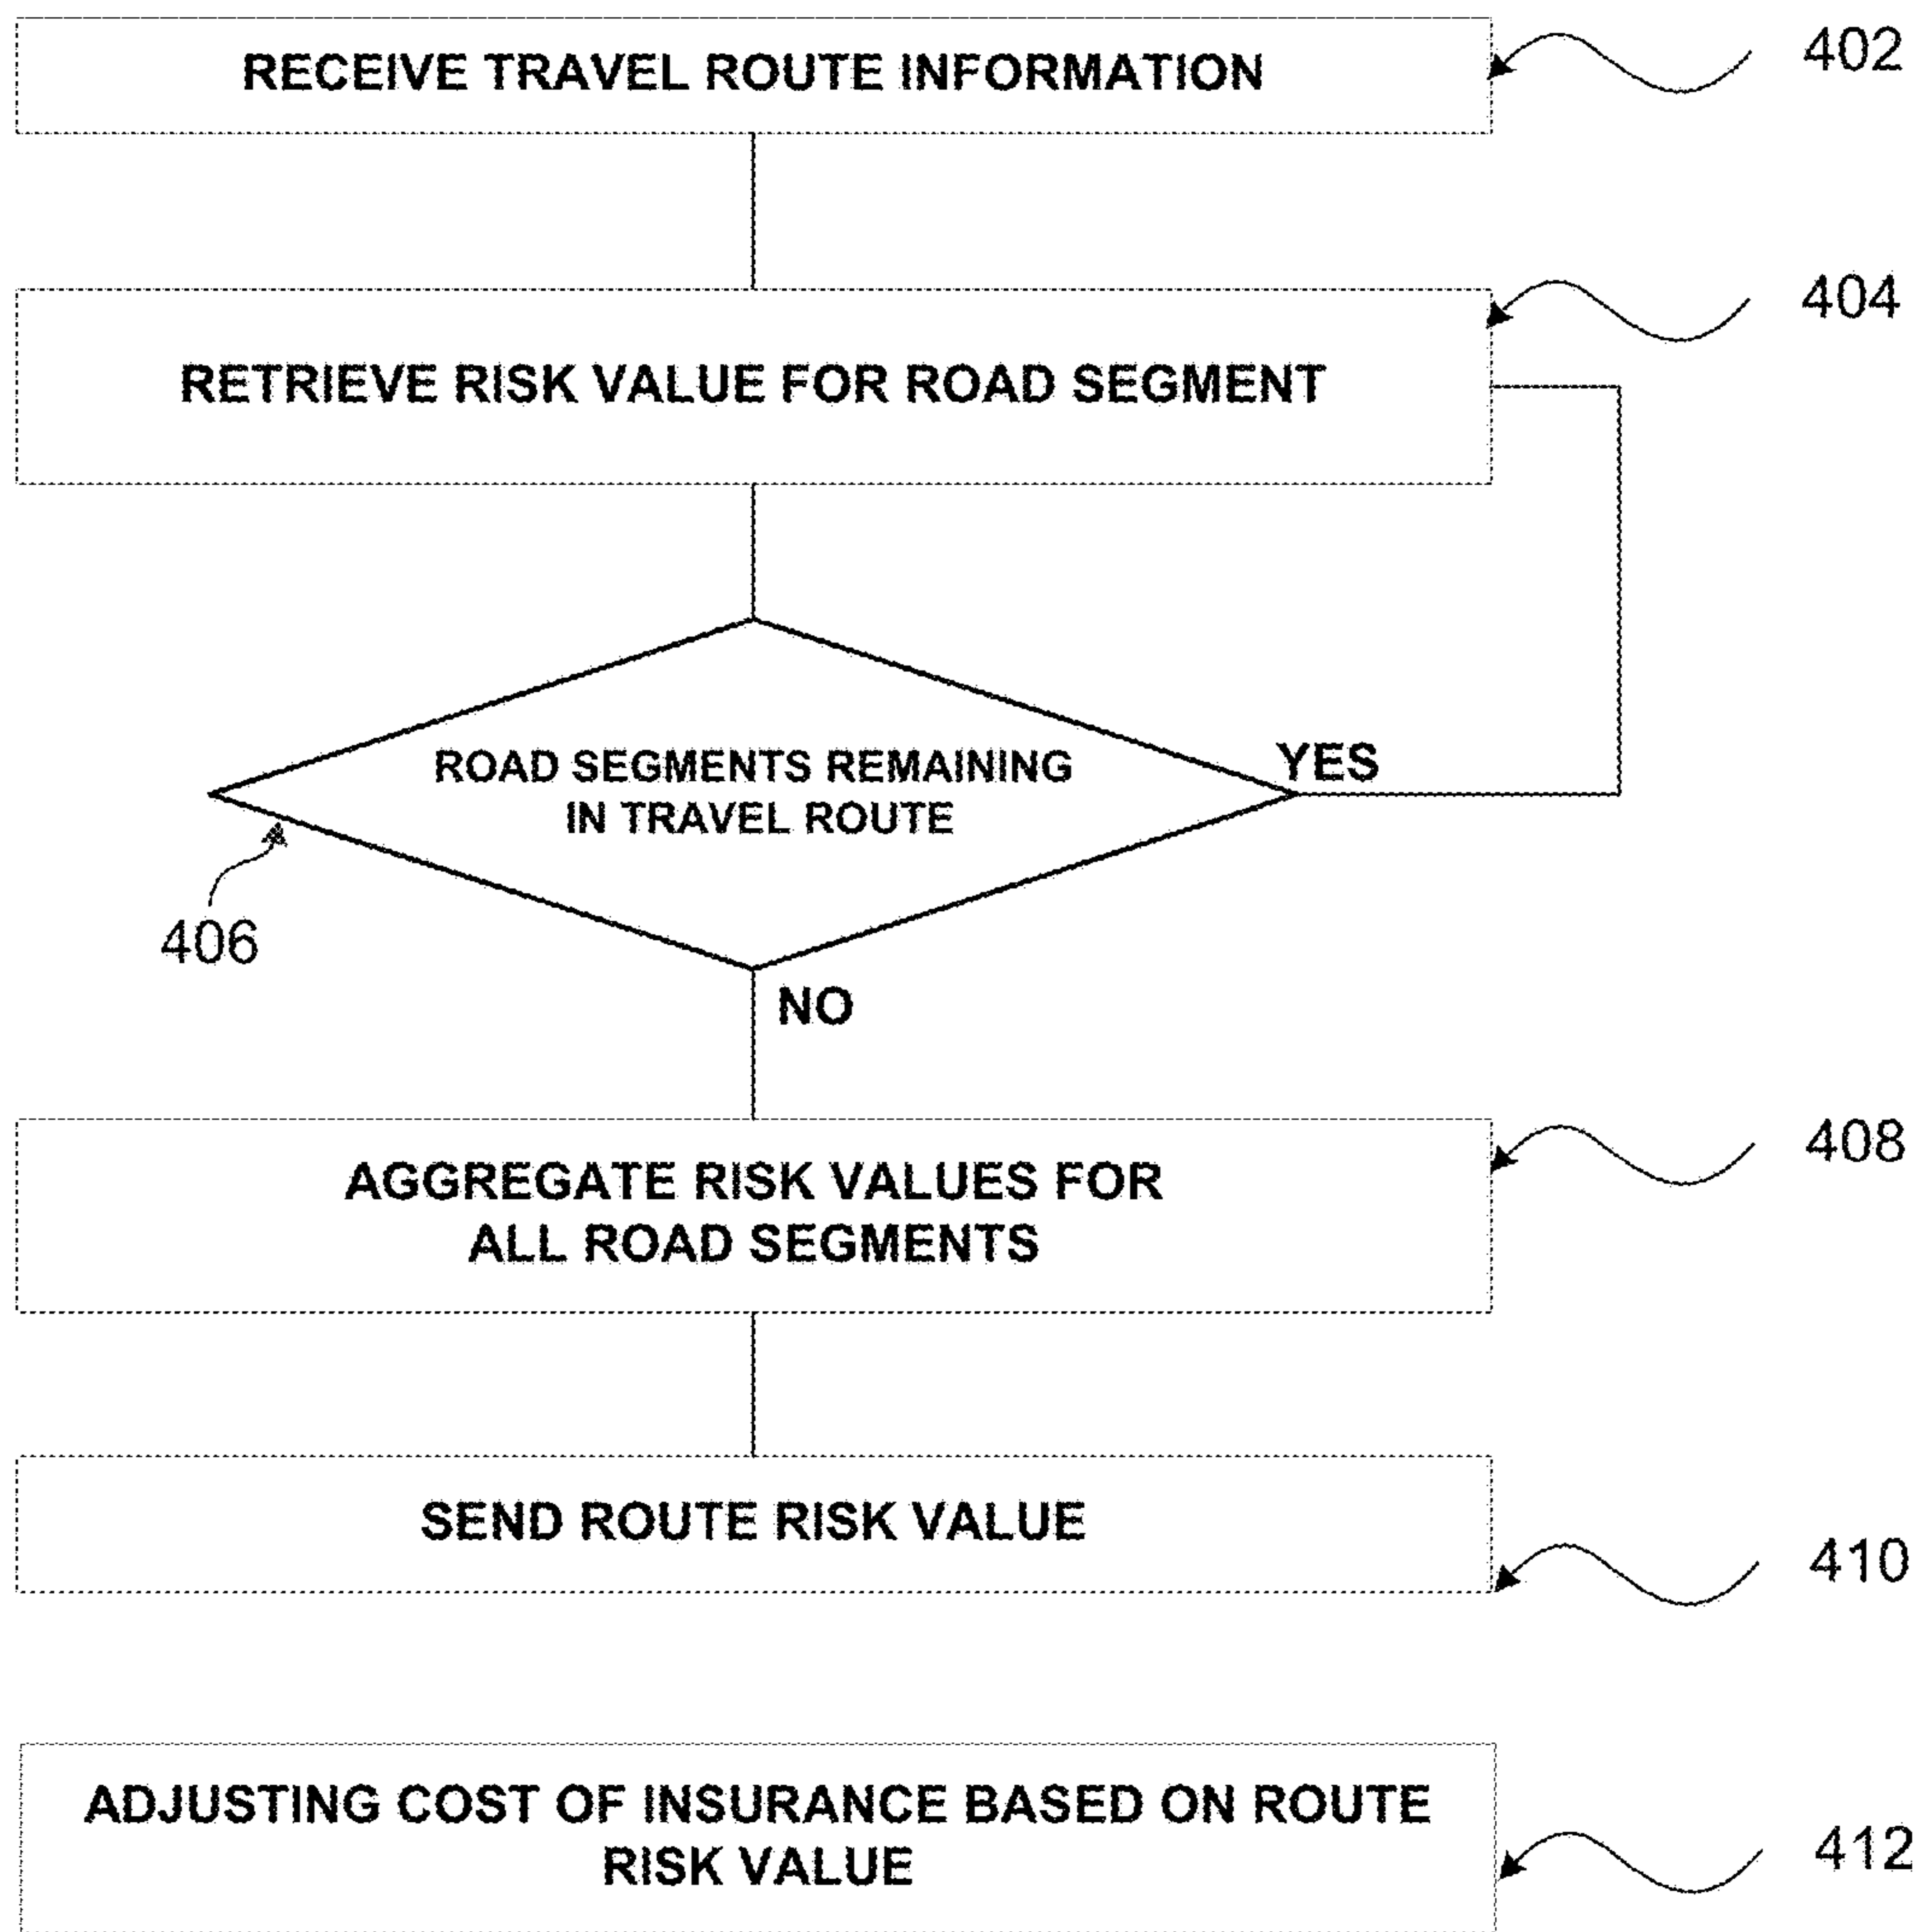 RECEIVE TRAVEL ROUTE INFORMATION
402
RETRIEVE RISK VALUE FOR ROAD SEGMENT
404
ROAD SEGMENTS REMAINING
IN TRAVEL ROUTE
YES
406
NO
AGGREGATE RISK VALUES FOR
ALL ROAD SEGMENTS
408
SEND ROUTE RISK VALUE
410
ADJUSTING COST OF INSURANCE BASED ON ROUTE
RISK VALUE
412